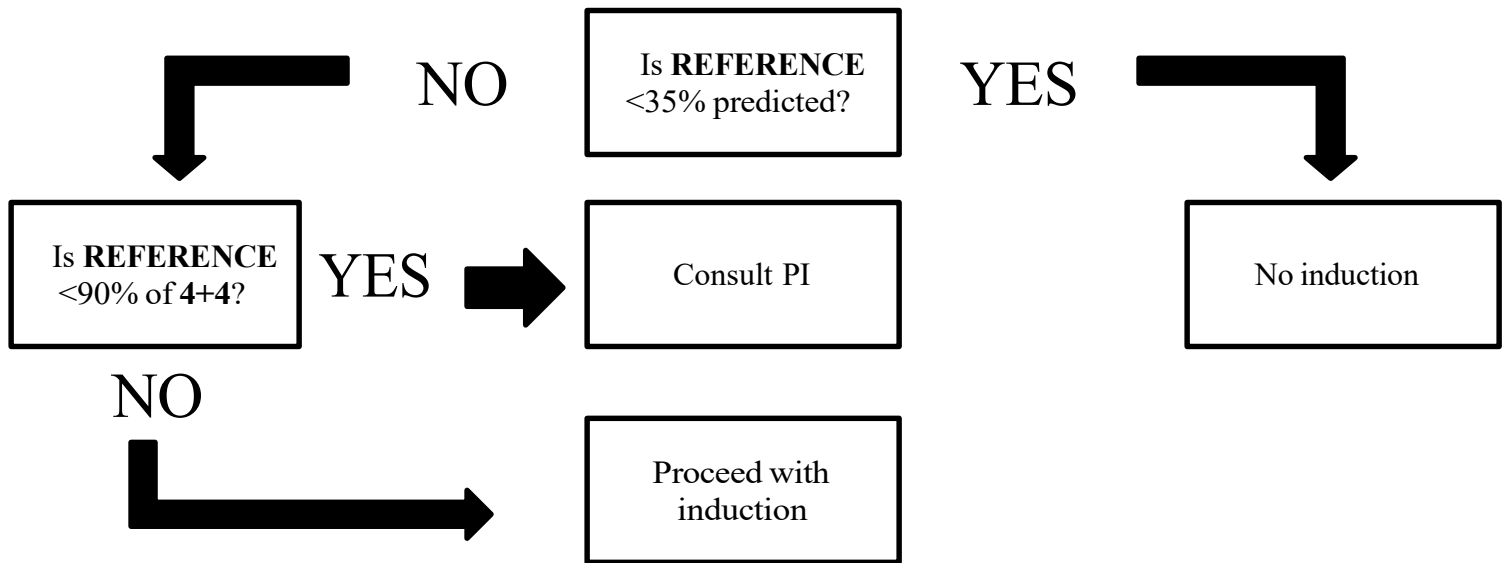 NO
Is REFERENCE
<35% predicted?
YES
Is REFERENCE
<90% of 4+4?
YES
Consult PI
No induction
NO
Proceed with
induction